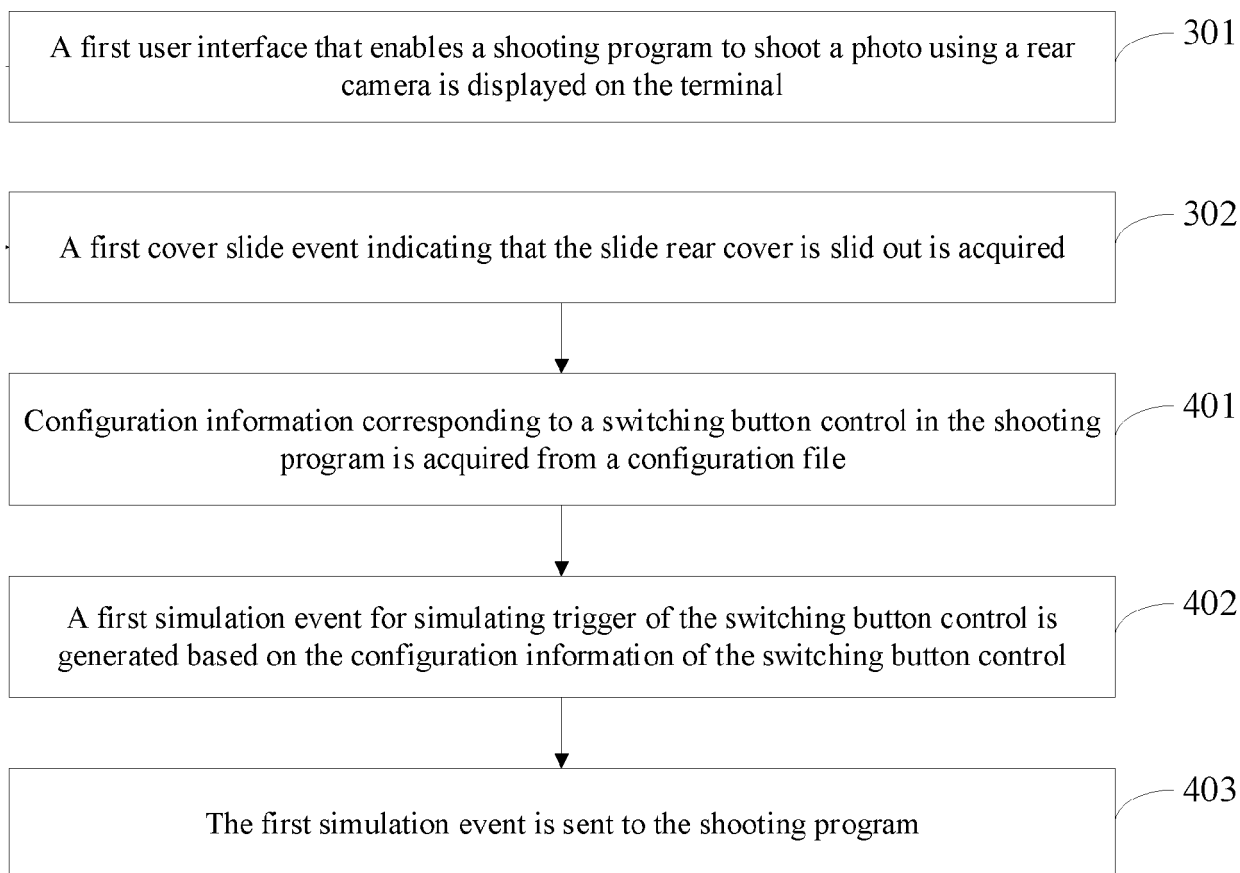 A first user interface that enables a shooting program to shoot a photo using a rear
camera is displayed on the terminal
301
A first cover slide event indicating that the slide rear cover is slid out is acquired
302
Configuration information corresponding to a switching button control in the shooting
program is acquired from a configuration file
401
A first simulation event for simulating trigger of the switching button control is
generated based on the configuration information of the switching button control
402
The first simulation event is sent to the shooting program
403